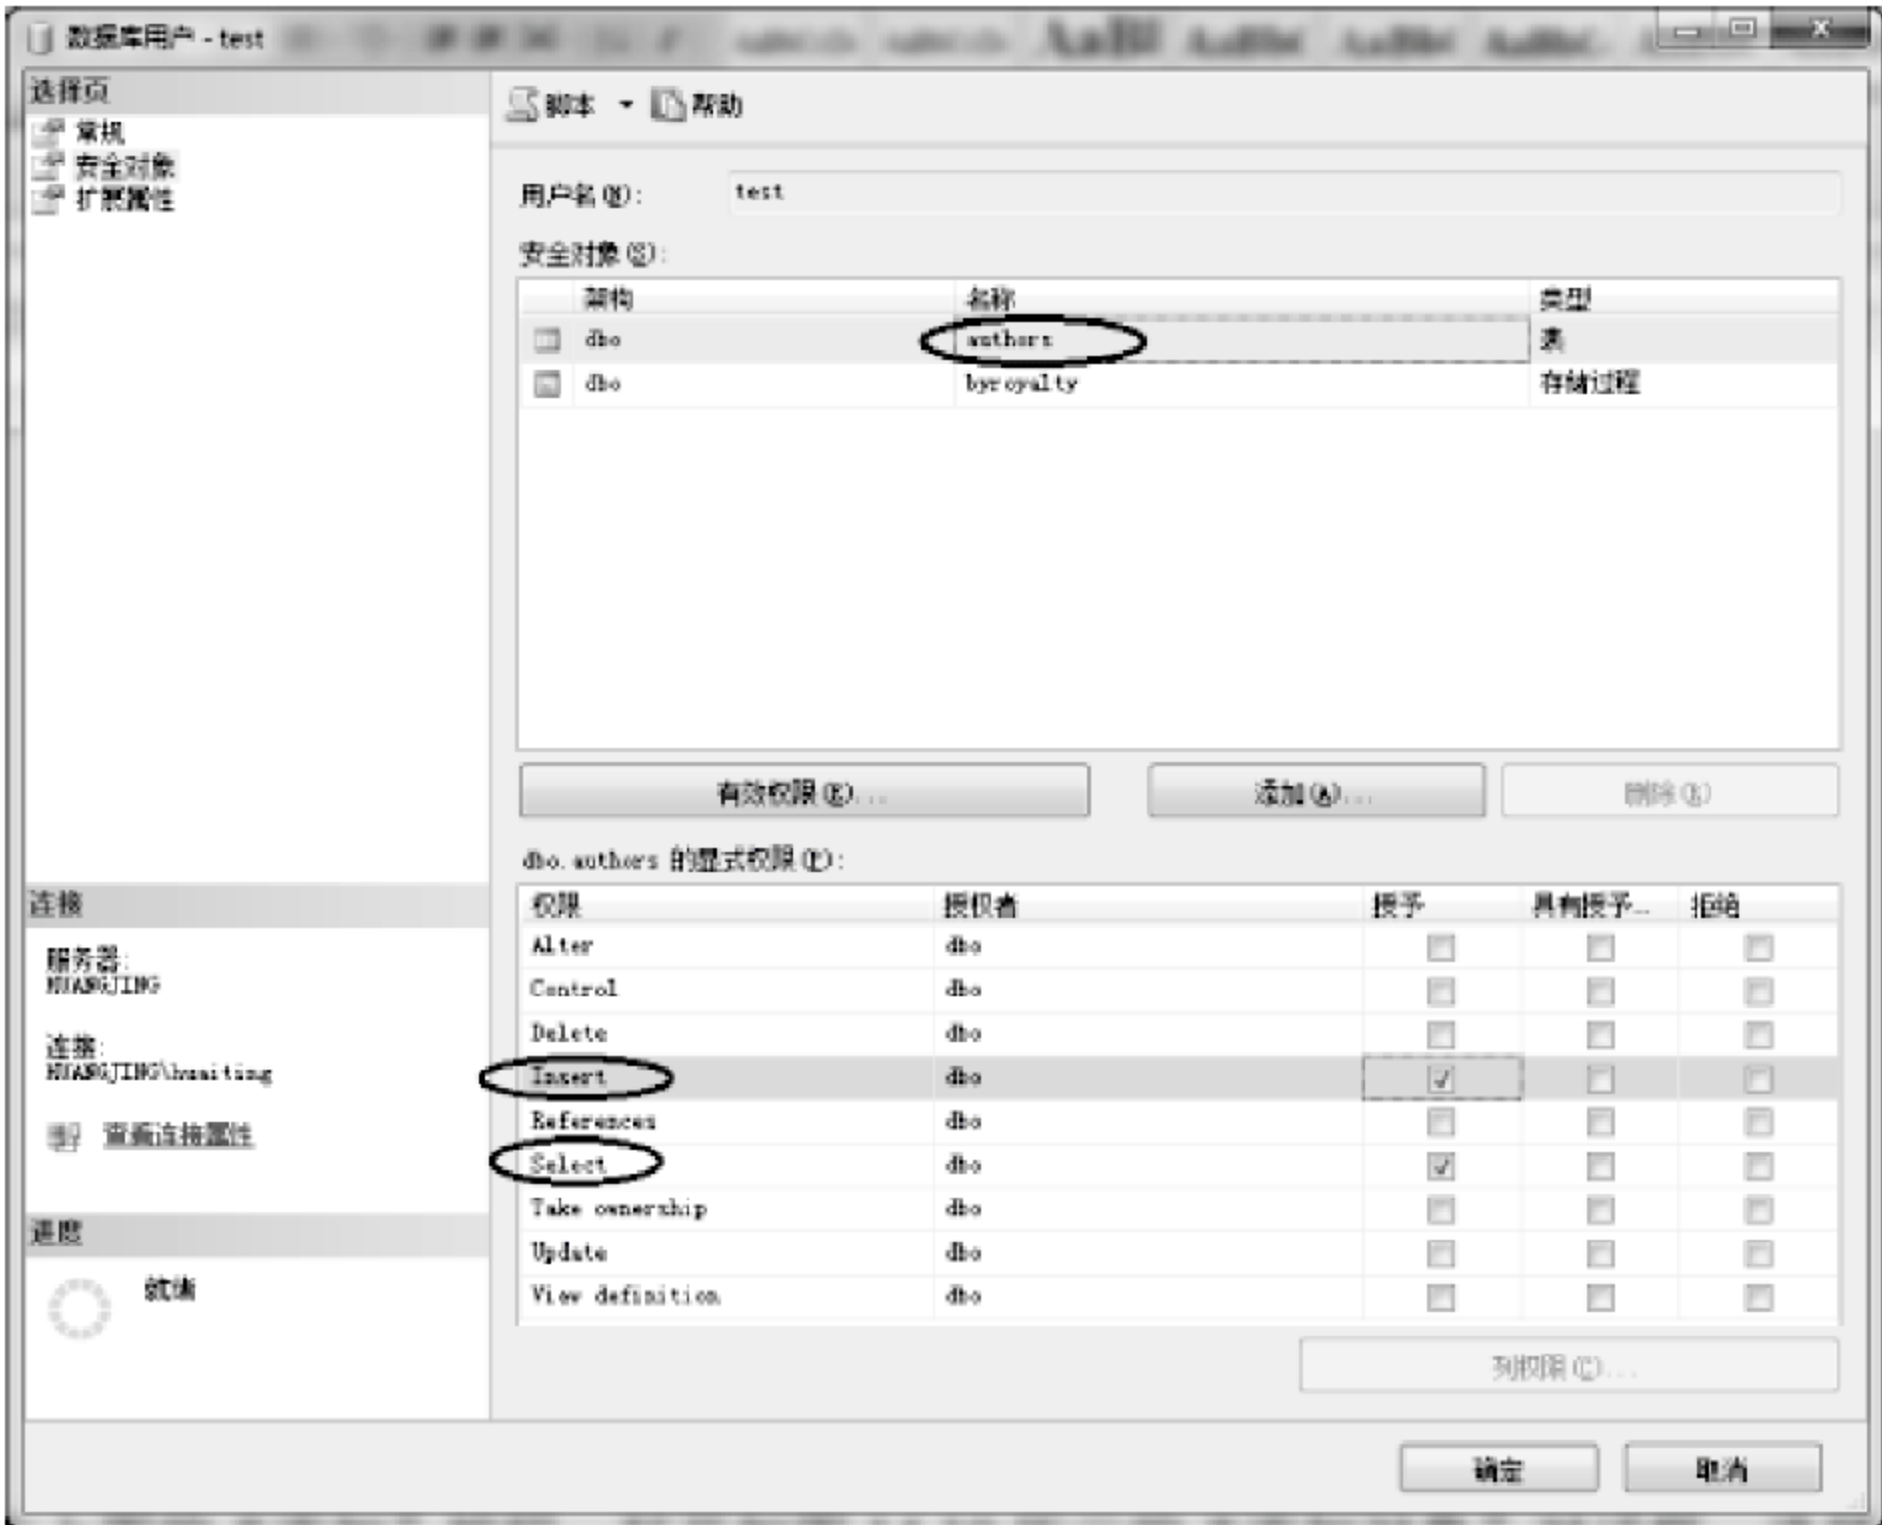 数据库用户 - test
选择页
常规
安全对象
扩展属性
脚本 帮助
用户名(N): test
安全对象(S):
架构 名称 类型
dbo authors 表
dbo byroyalty 存储过程
有效权限(E)... 添加(A)... 删除(R)
dbo.authors 的显式权限(P):
权限 授权者 授予 具有授予... 拒绝
Alter dbo
Control dbo
Delete dbo
Insert dbo
References dbo
Select dbo
Take ownership dbo
Update dbo
View definition dbo
列权限(C)...
连接
服务器:
HUANGJING
连接:
查看连接属性
进度
就绪
确定 取消